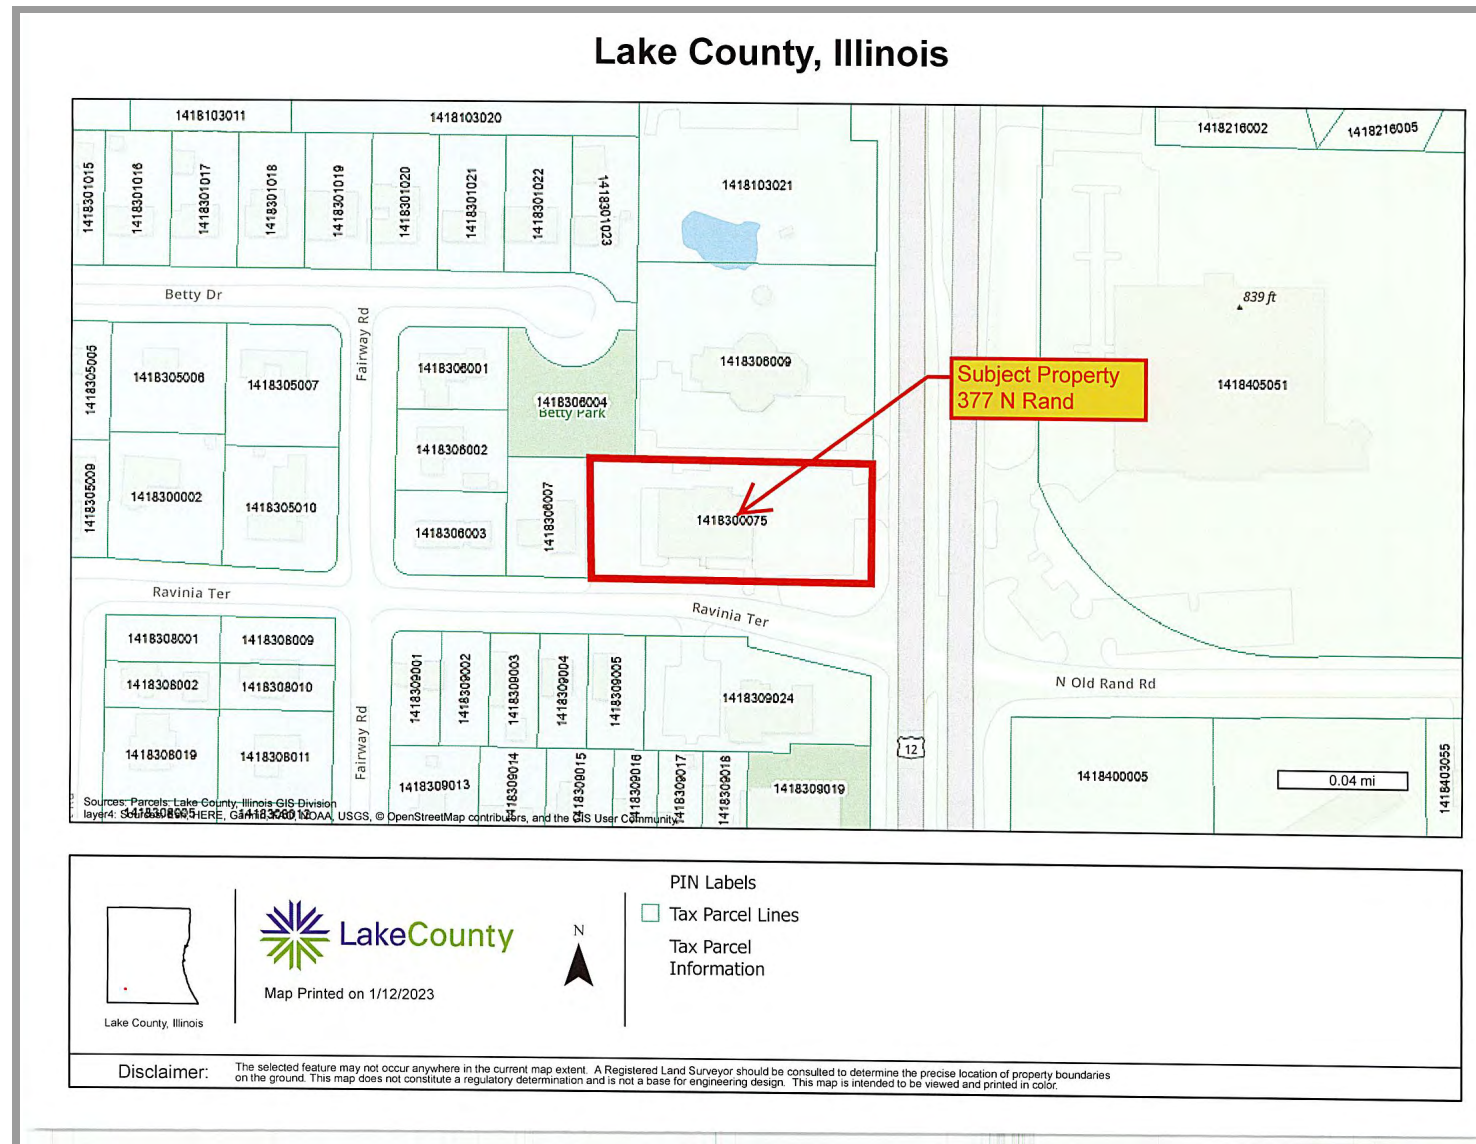 Lake County, Illinois
1418103011
1418103020
1418216002
1418216005
1418301015
1418301016
1418301017
1418301018
1418301019
1418301020
1418301021
1418301022
1418301023
1418103021
Betty Dr
Fairway Rd
839 ft
1418305005
1418305006
1418305007
1418306001
1418306004
Betty Park
1418306009
Subject Property
377 N Rand
1418405051
1418306002
1418305009
1418300002
1418305010
1418306003
1418306007
1418300075
Ravinia Ter
Ravinia Ter
1418308001
1418308009
1418308002
1418308010
1418309001
1418309002
1418309003
1418309004
1418309005
1418309024
N Old Rand Rd
1418308019
1418308011
Fairway Rd
12
1418309013
1418309014
1418309015
1418309016
1418309017
1418309018
1418309019
1418400005
0.04 mi
1418403055
Sources: Parcels: Lake County, Illinois GIS Division
layer4: Sources: Esri, HERE, Garmin, FAO, NOAA, USGS, © OpenStreetMap contributors, and the GIS User Community
LakeCounty
Map Printed on 1/12/2023
Lake County, Illinois
N
PIN Labels
Tax Parcel Lines
Tax Parcel
Information
Disclaimer:
The selected feature may not occur anywhere in the current map extent. A Registered Land Surveyor should be consulted to determine the precise location of property boundaries
on the ground. This map does not constitute a regulatory determination and is not a base for engineering design. This map is intended to be viewed and printed in color.